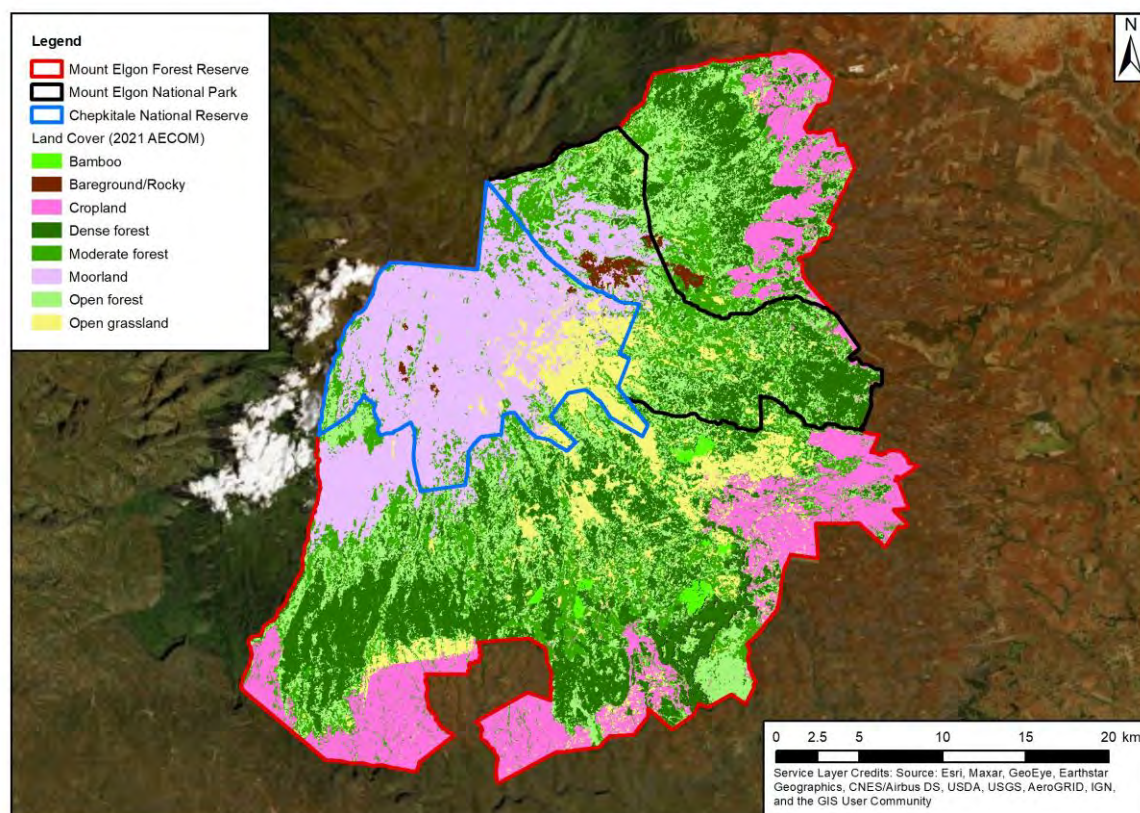 Legend
Mount Elgon Forest Reserve
Mount Elgon National Park
Chepkitale National Reserve
Land Cover (2021 AECOM)
Bamboo
Bareground/Rocky
Cropland
Dense forest
Moderate forest
Moorland
Open forest
Open grassland
N
0 2.5 5 10 15 20 km
Service Layer Credits: Source: Esri, Maxar, GeoEye, Earthstar
Geographics, CNES/Airbus DS, USDA, USGS, AeroGRID, IGN,
and the GIS User Community